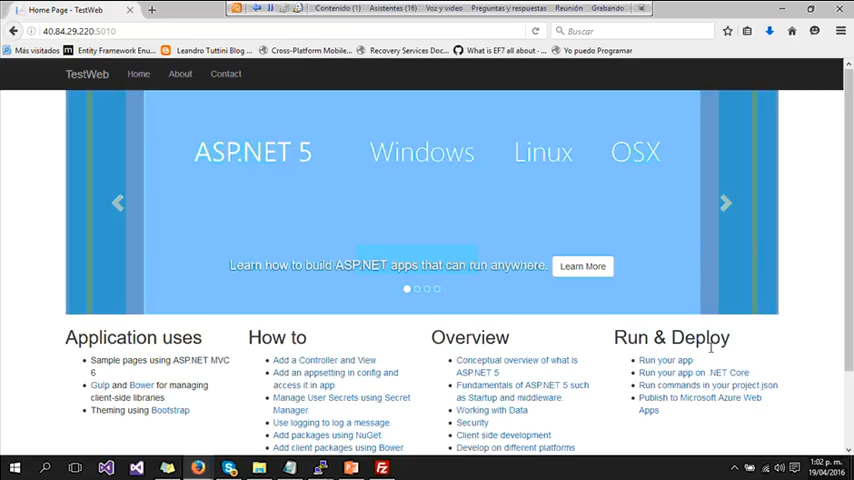 Home Page - TestWeb
Contenido (1) Asistentes (16) Voz y video Preguntas y respuestas Reunión Grabando
40.84.29.220:5010
Buscar
Más visitados Entity Framework Enu... Leandro Tuttini Blog ... Cross-Platform Mobile... Recovery Services Doc... What is EF7 all about - ... Yo puedo Programar
TestWeb Home About Contact
ASP.NET 5 Windows Linux OSX
Learn how to build ASP.NET apps that can run anywhere. Learn More
Application uses
Sample pages using ASP.NET MVC
6
Gulp and Bower for managing
client-side libraries
Theming using Bootstrap
How to
Add a Controller and View
Add an appsetting in config and
access it in app.
Manage User Secrets using Secret
Manager.
Use logging to log a message.
Add packages using NuGet.
Add client packages using Bower.
Overview
Conceptual overview of what is
ASP.NET 5
Fundamentals of ASP.NET 5 such
as Startup and middleware.
Working with Data
Security
Client side development
Develop on different platforms
Run & Deploy
Run your app
Run your app on .NET Core
Run commands in your project.json
Publish to Microsoft Azure Web
Apps
1:02 p. m.
19/04/2016